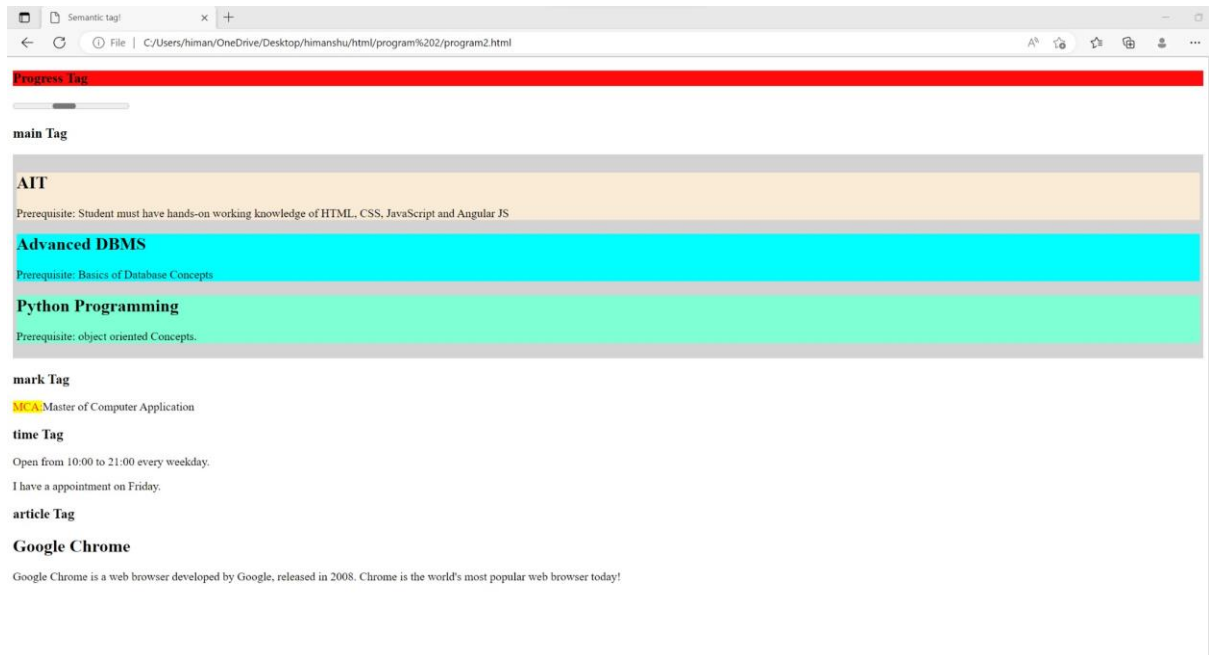 Semantic tag!
File | C:/Users/himan/OneDrive/Desktop/himanshu/html/program%202/program2.html
Progress Tag
main Tag
AIT
Prerequisite: Student must have hands-on working knowledge of HTML, CSS, JavaScript and Angular JS
Advanced DBMS
Prerequisite: Basics of Database Concepts
Python Programming
Prerequisite: object oriented Concepts.
mark Tag
MCA:Master of Computer Application
time Tag
Open from 10:00 to 21:00 every weekday.
I have a appointment on Friday.
article Tag
Google Chrome
Google Chrome is a web browser developed by Google, released in 2008. Chrome is the world's most popular web browser today!